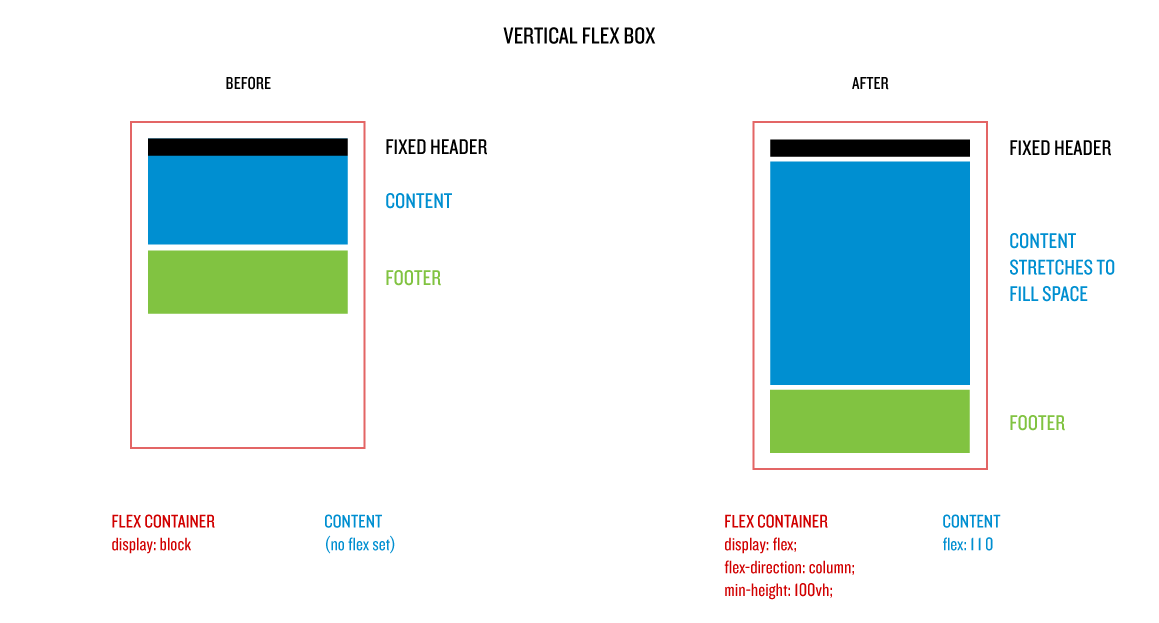 VERTICAL FLEX BOX
BEFORE
FIXED HEADER
CONTENT
FOOTER
FLEX CONTAINER
display: block
CONTENT
(no flex set)
AFTER
FIXED HEADER
CONTENT
STRETCHES TO
FILL SPACE
FOOTER
FLEX CONTAINER
display: flex;
flex-direction: column;
min-height: 100vh;
CONTENT
flex: 1 1 0